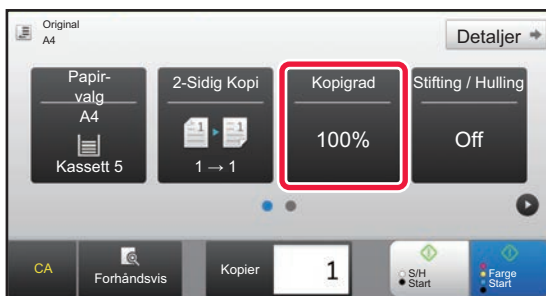 Original
A4
Detaljer
Papir-
valg
A4
Kassett 5
2-Sidig Kopi
1 → 1
Kopigrad
100%
Stifting / Hulling
Off
CA
Forhåndsvis
Kopier
1
S/H
Start
Farge
Start